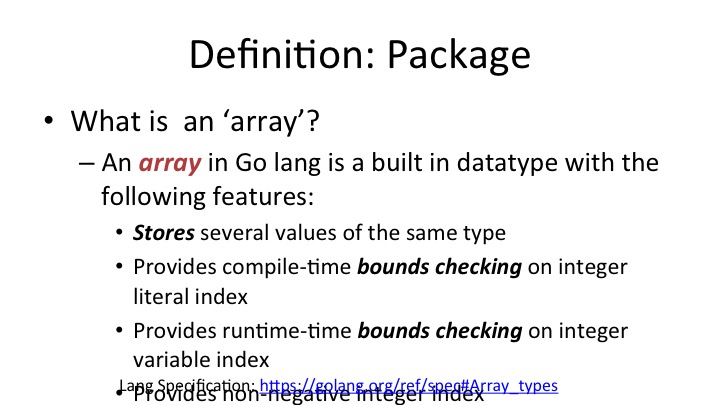 Definition: Package
• What is  an ‘array’?
– An array in Go lang is a built in datatype with the
following features:
• Stores several values of the same type
• Provides compile-time bounds checking on integer
literal index
• Provides runtime-time bounds checking on integer
variable index
Lang Specification: https://golang.org/ref/spec#Array_types
• Provides non-negative integer index